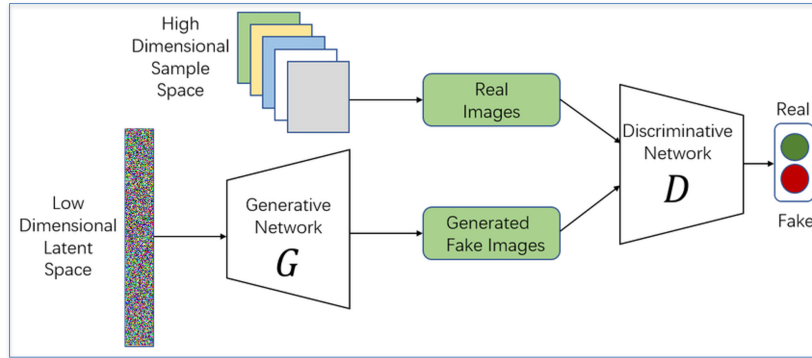 High
Dimensional
Sample
Space
Real
Images
Discriminative
Network
D
Real
Fake
Low
Dimensional
Latent
Space
Generative
Network
G
Generated
Fake Images